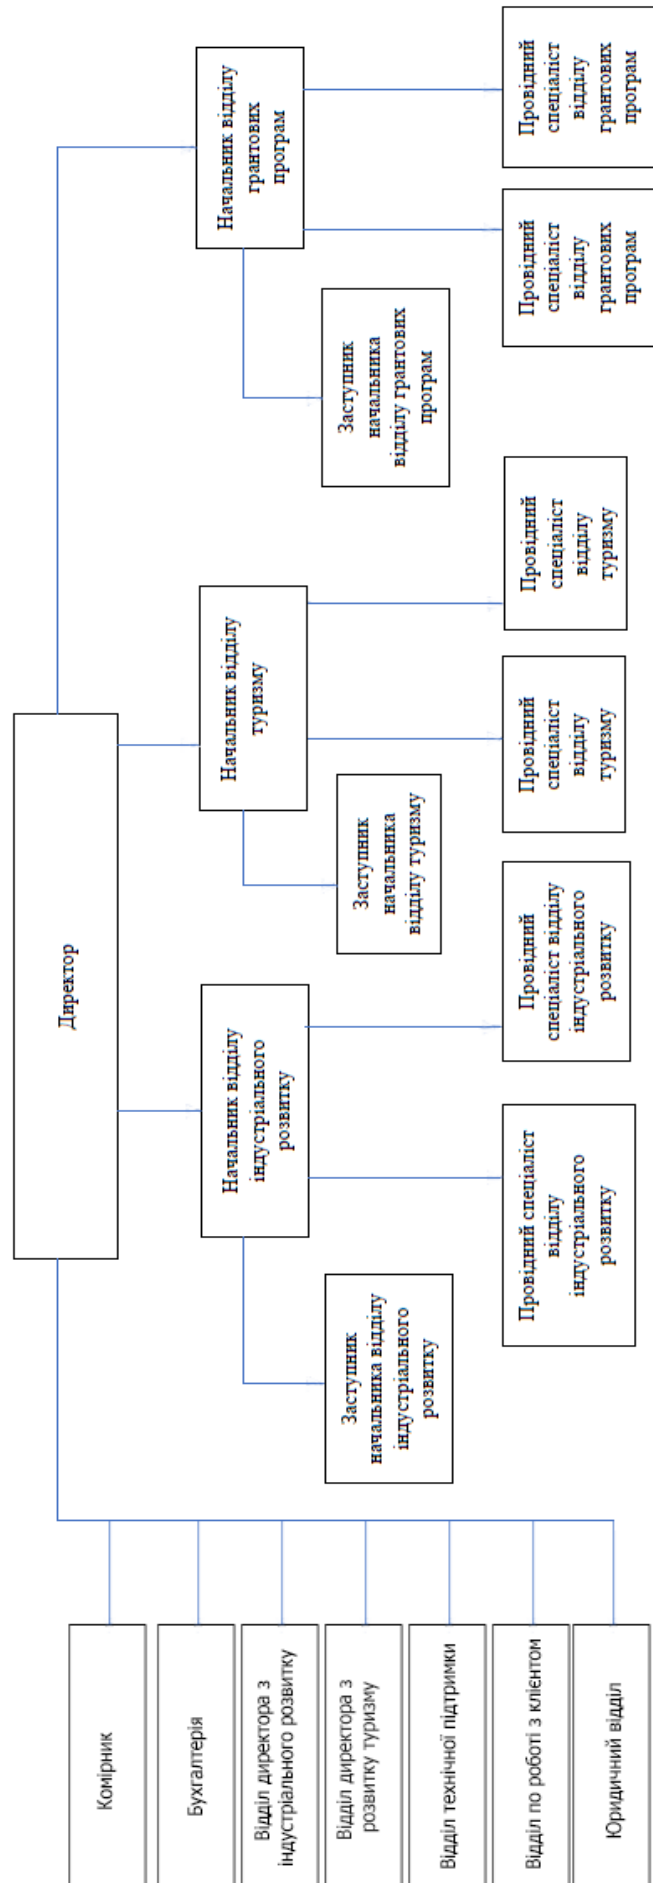 Директор
Комірник
Бухгалтерія
Відділ директора з
індустріального розвитку
Відділ директора з
розвитку туризму
Відділ технічної підтримки
Відділ по роботі з клієнтом
Юридичний відділ
Начальник відділу
індустріального
розвитку
Заступник
начальника відділу
індустріального
розвитку
Провідний спеціаліст
відділу
індустріального
розвитку
Провідний
спеціаліст відділу
індустріального
розвитку
Начальник відділу
туризму
Заступник
начальника
відділу туризму
Провідний
спеціаліст
відділу
туризму
Провідний
спеціаліст
відділу
туризму
Начальник відділу
грантових
програм
Заступник
начальника
відділу грантових
програм
Провідний
спеціаліст
відділу
грантових
програм
Провідний
спеціаліст
відділу
грантових
програм